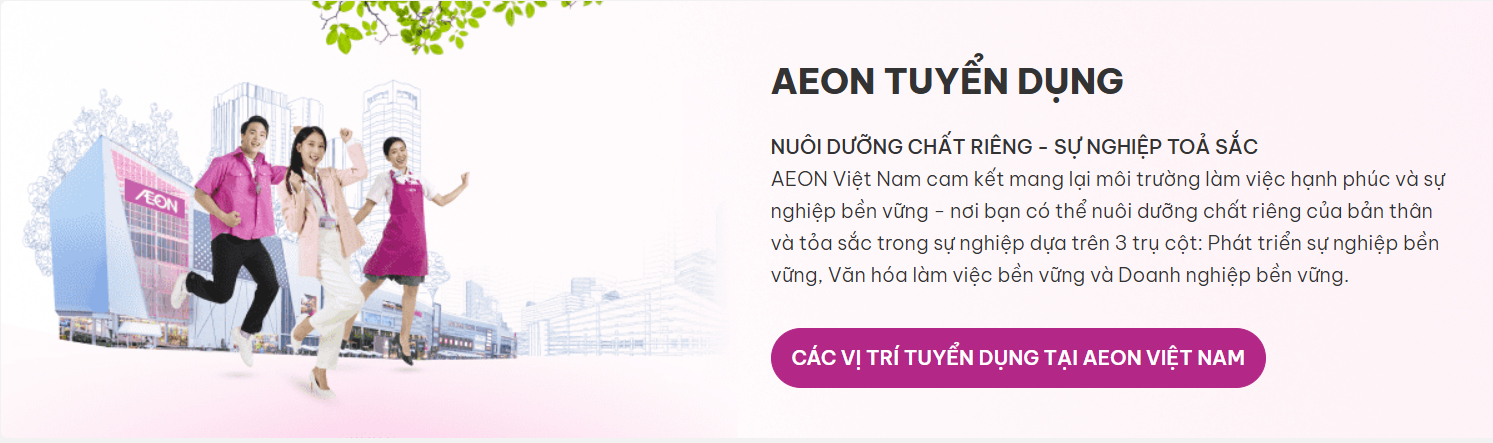 AEON TUYỂN DỤNG
NUÔI DƯỠNG CHẤT RIÊNG - SỰ NGHIỆP TOẢ SẮC
AEON Việt Nam cam kết mang lại môi trường làm việc hạnh phúc và sự
nghiệp bền vững - nơi bạn có thể nuôi dưỡng chất riêng của bản thân
và tỏa sắc trong sự nghiệp dựa trên 3 trụ cột: Phát triển sự nghiệp bền
vững, Văn hóa làm việc bền vững và Doanh nghiệp bền vững.
CÁC VỊ TRÍ TUYỂN DỤNG TẠI AEON VIỆT NAM
ÆON